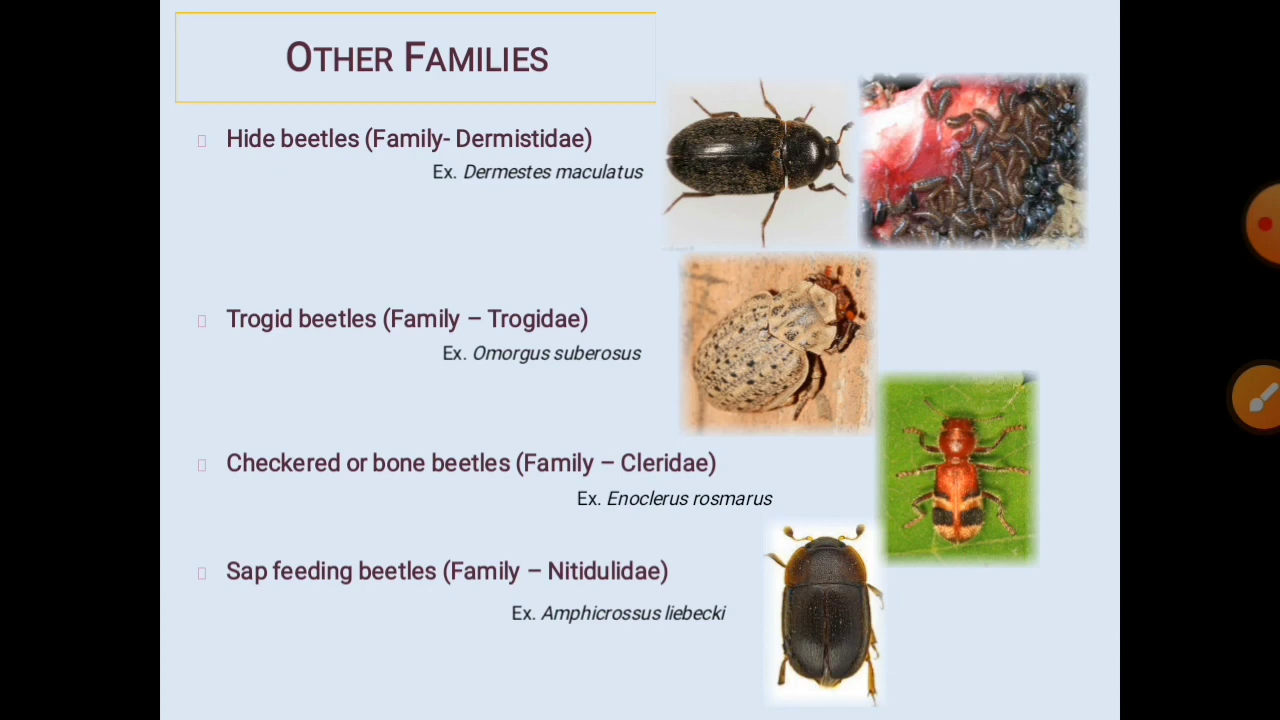 OTHER FAMILIES
Hide beetles (Family- Dermistidae)
Ex. Dermestes maculatus
Trogid beetles (Family – Trogidae)
Ex. Omorgus suberosus
Checkered or bone beetles (Family – Cleridae)
Ex. Enoclerus rosmarus
Sap feeding beetles (Family – Nitidulidae)
Ex. Amphicrossus liebecki